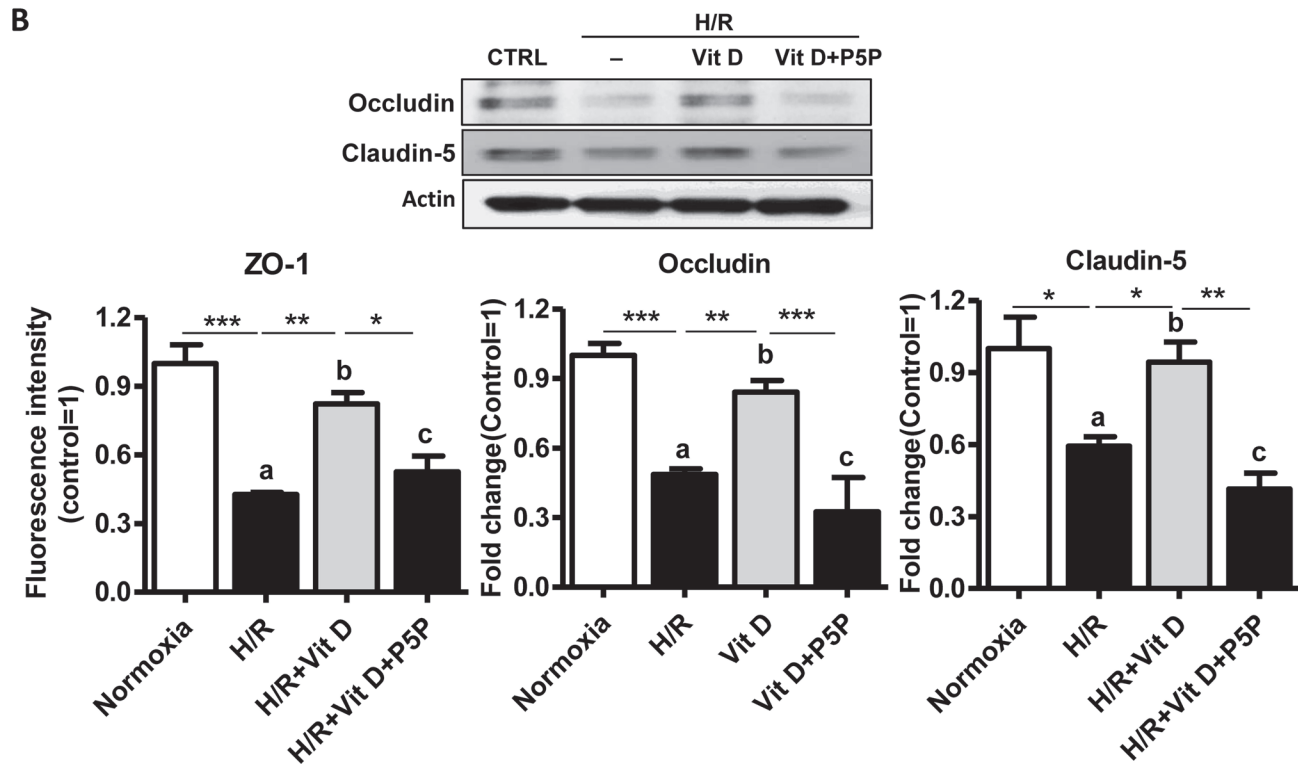 B
H/R
CTRL – Vit D Vit D+P5P
Occludin
Claudin-5
Actin
ZO-1
Fluorescence intensity
(control=1)
1.2
0.9
0.6
0.3
0.0
*** ** *
a
b
c
Normoxia
H/R
H/R+Vit D
H/R+Vit D+P5P
Occludin
Fold change(Control=1)
1.2
0.9
0.6
0.3
0.0
*** ** ***
a
b
c
Normoxia
H/R
Vit D
Vit D+P5P
Claudin-5
Fold change(Control=1)
1.2
0.9
0.6
0.3
0.0
* * **
a
b
c
Normoxia
H/R
H/R+Vit D
H/R+Vit D+P5P